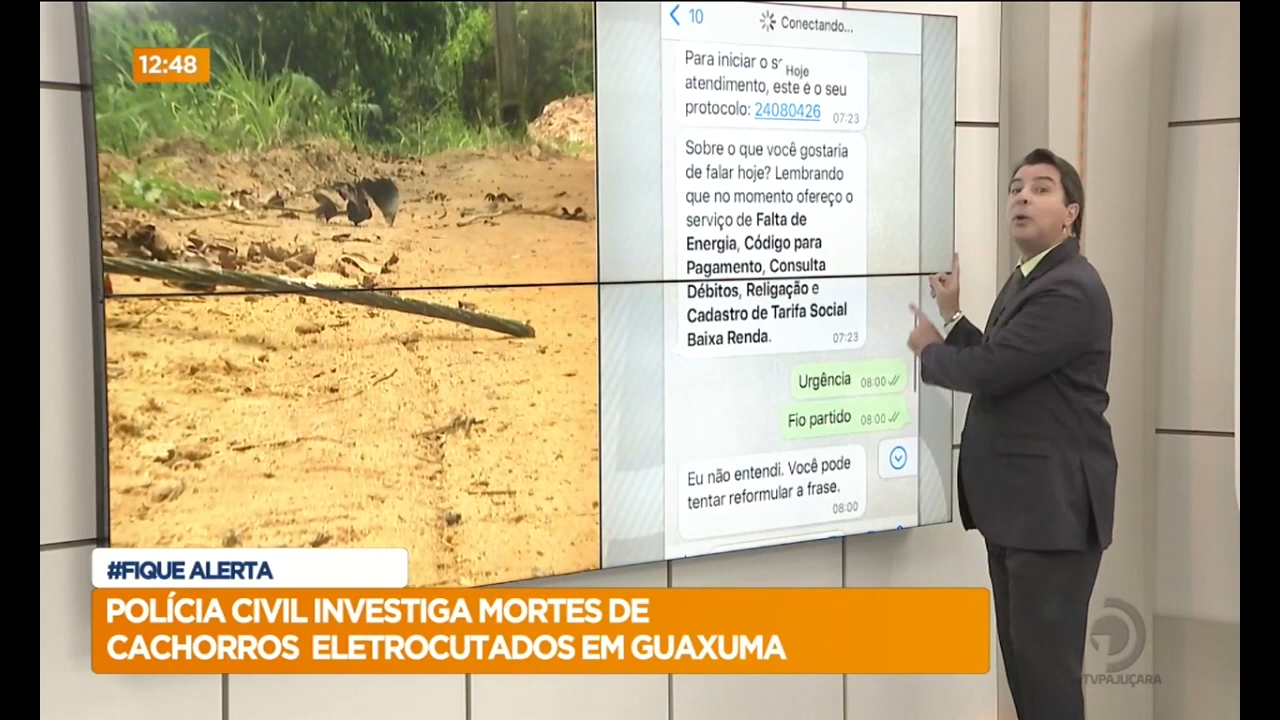 12:48
10
Conectando...
Para iniciar o s
Hoje
atendimento, este é o seu
protocolo: 24080426
07:23
Sobre o que você gostaria
de falar hoje? Lembrando
que no momento ofereço o
serviço de Falta de
Energia, Código para
Pagamento, Consulta
Débitos, Religação e
Cadastro de Tarifa Social
Baixa Renda.
07:23
Urgência 08:00
Fio partido 08:00
Eu não entendi. Você pode
tentar reformular a frase.
08:00
#FIQUE ALERTA
POLÍCIA CIVIL INVESTIGA MORTES DE
CACHORROS ELETROCUTADOS EM GUAXUMA
TVPAJUÇARA